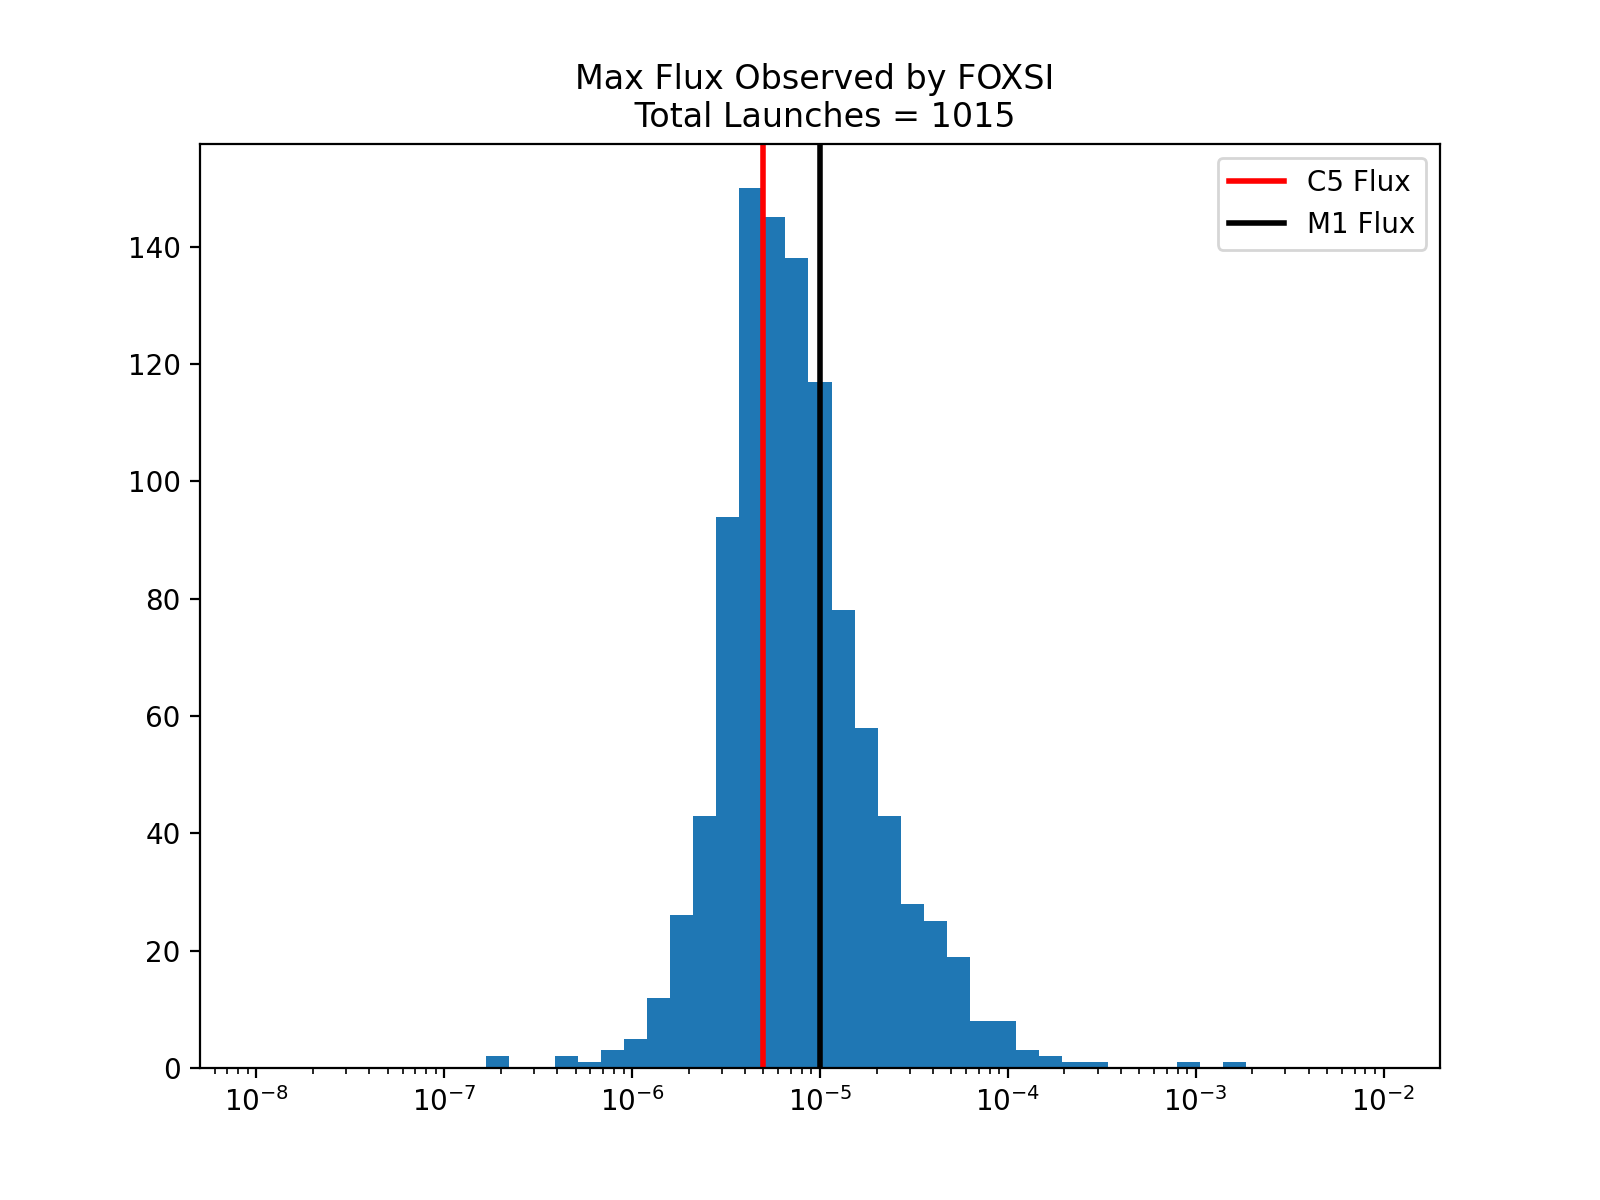 Max Flux Observed by FOXSI
Total Launches = 1015
C5 Flux
M1 Flux
140
120
100
80
60
40
20
0
10⁻⁸ 10⁻⁷ 10⁻⁶ 10⁻⁵ 10⁻⁴ 10⁻³ 10⁻²